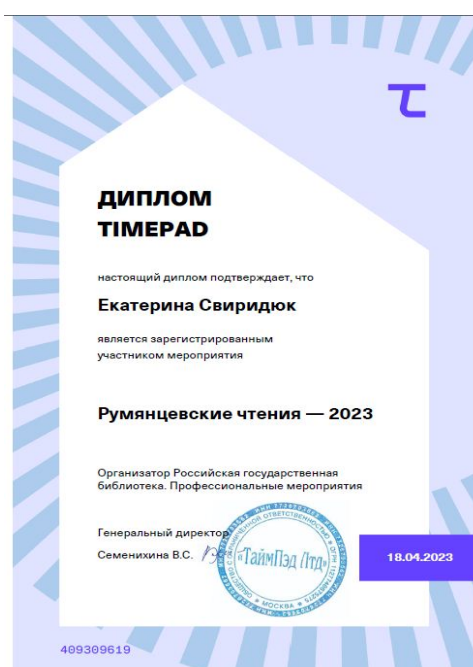 ДИПЛОМ
TIMEPAD
настоящий диплом подтверждает, что
Екатерина Свиридюк
является зарегистрированным
участником мероприятия
Румянцевские чтения — 2023
Организатор Российская государственная
библиотека. Профессиональные мероприятия
Генеральный директор
Семенихина В.С.
«ТаймПэд Лтд»
МОСКВА
18.04.2023
409309619